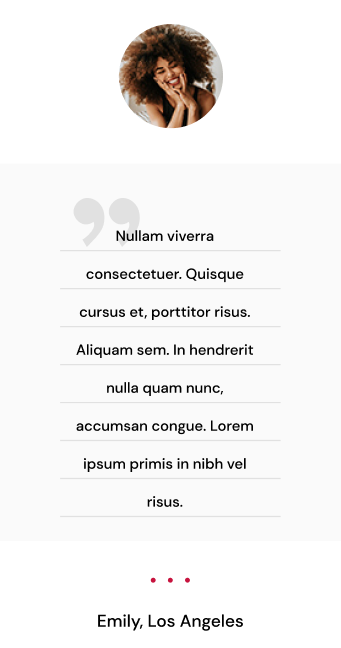 Nullam viverra
consectetuer. Quisque
cursus et, porttitor risus.
Aliquam sem. In hendrerit
nulla quam nunc,
accumsan congue. Lorem
ipsum primis in nibh vel
risus.
Emily, Los Angeles